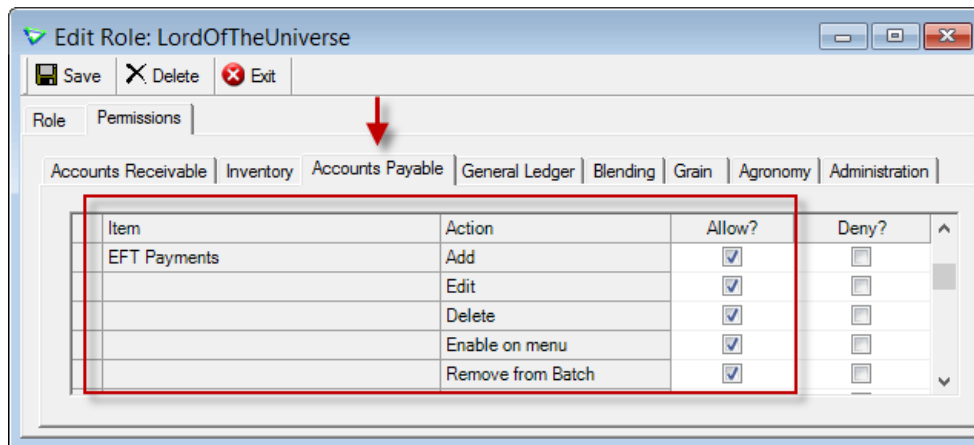 Edit Role: LordOfTheUniverse
Save Delete Exit
Role Permissions
Accounts Receivable Inventory Accounts Payable General Ledger Blending Grain Agronomy Administration
Item Action Allow? Deny?
EFT Payments Add
Edit
Delete
Enable on menu
Remove from Batch